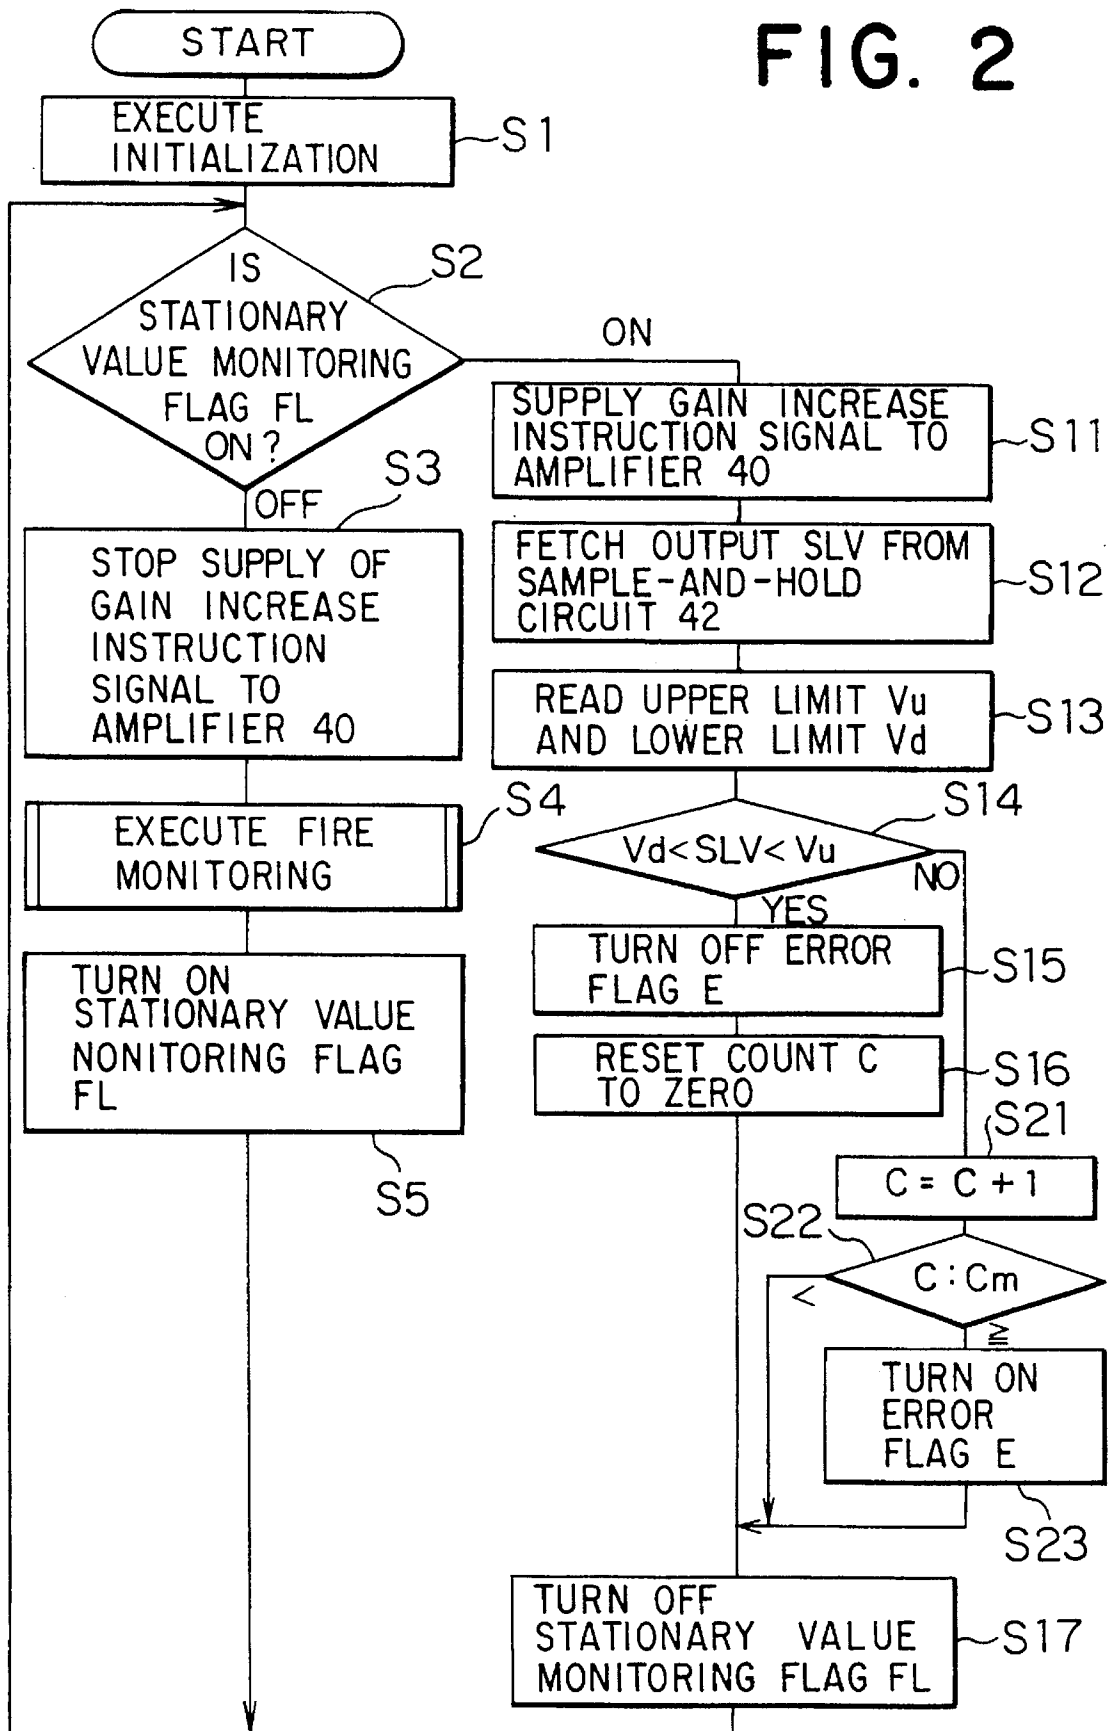 START
FIG. 2
EXECUTE
INITIALIZATION
S1
IS
STATIONARY
VALUE MONITORING
FLAG FL
ON?
S2
ON
OFF
S3
STOP SUPPLY OF
GAIN INCREASE
INSTRUCTION
SIGNAL TO
AMPLIFIER 40
EXECUTE FIRE
MONITORING
S4
TURN ON
STATIONARY VALUE
NONITORING FLAG
FL
S5
SUPPLY GAIN INCREASE
INSTRUCTION SIGNAL TO
AMPLIFIER 40
S11
FETCH OUTPUT SLV FROM
SAMPLE-AND-HOLD
CIRCUIT 42
S12
READ UPPER LIMIT Vu
AND LOWER LIMIT Vd
S13
S14
Vd<SLV<Vu
NO
YES
TURN OFF ERROR
FLAG E
S15
RESET COUNT C
TO ZERO
S16
S21
C = C + 1
S22
C : Cm
<
≧
TURN ON
ERROR
FLAG E
S23
TURN OFF
STATIONARY VALUE
MONITORING FLAG FL
S17